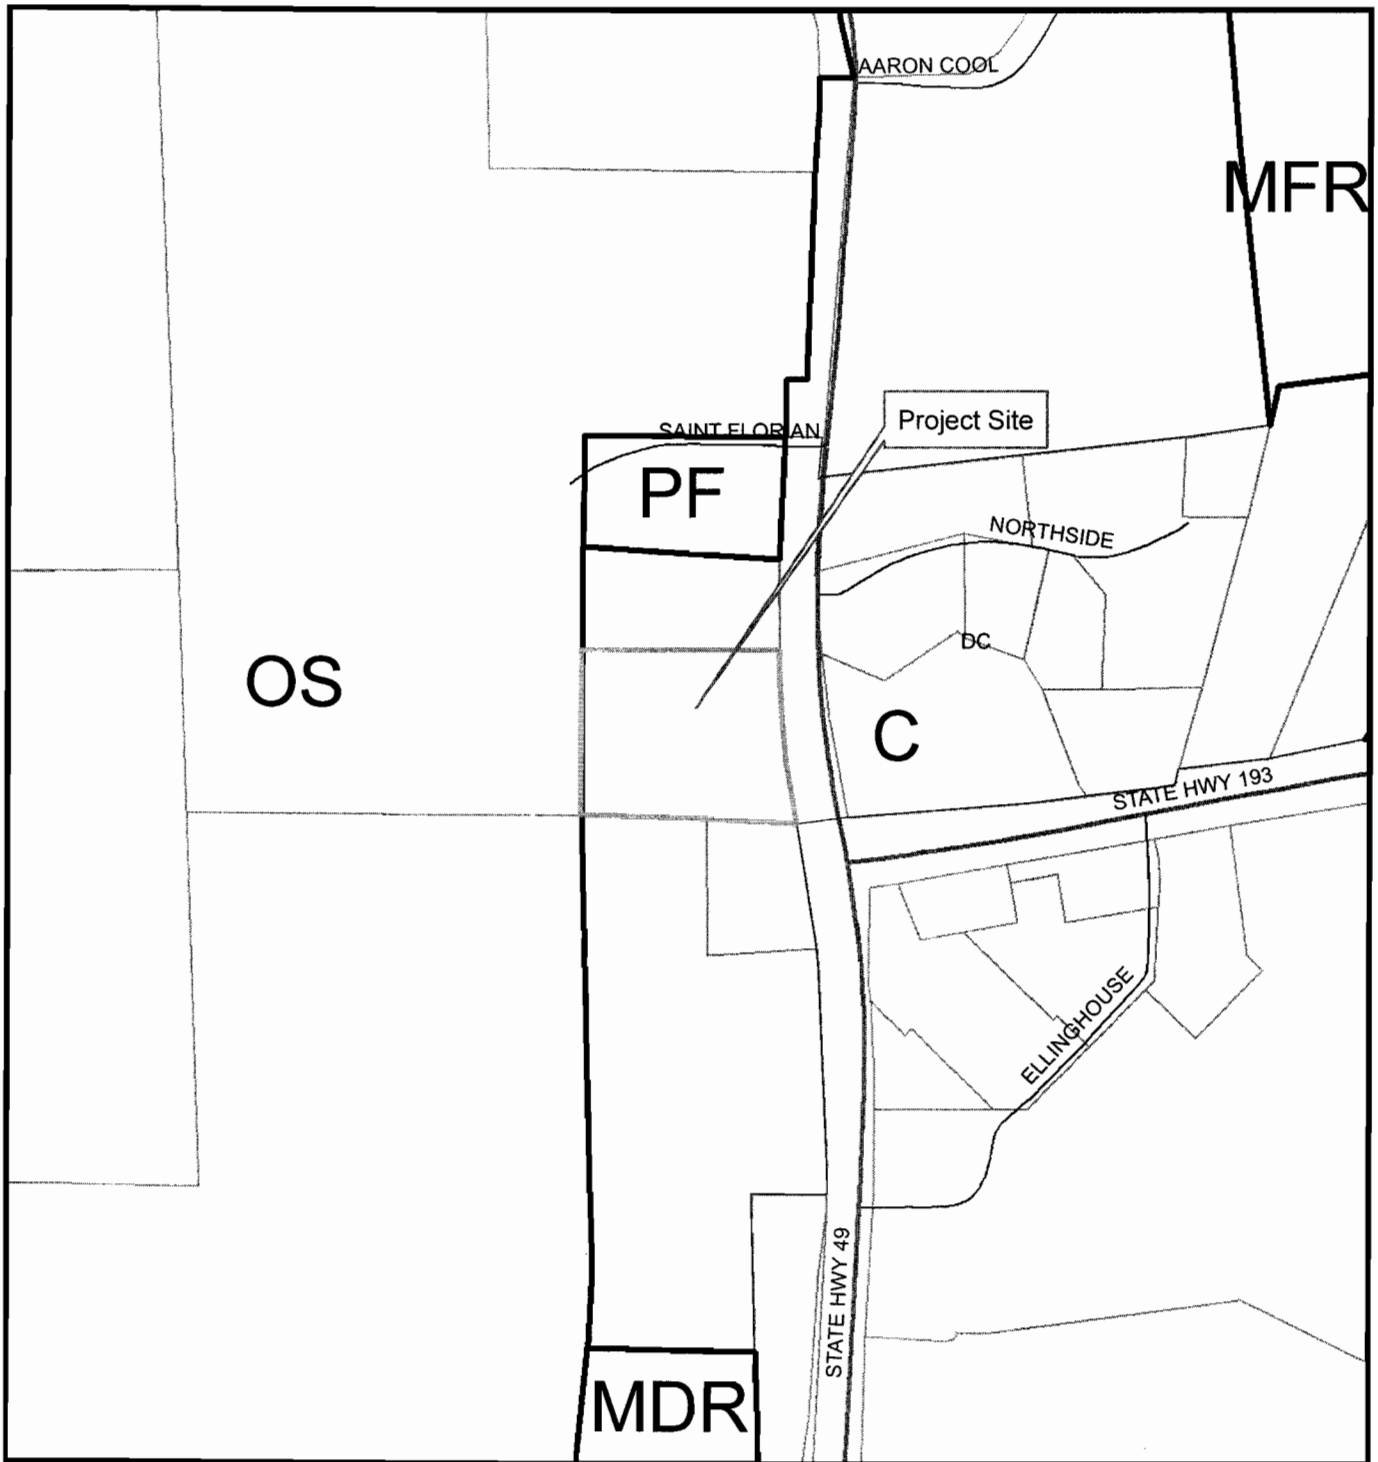 AARON COOL
MFR
Project Site
SAINT FLORIAN
PF
NORTHSIDE
DC
OS
C
STATE HWY 193
ELLINGHOUSE
STATE HWY 49
MDR